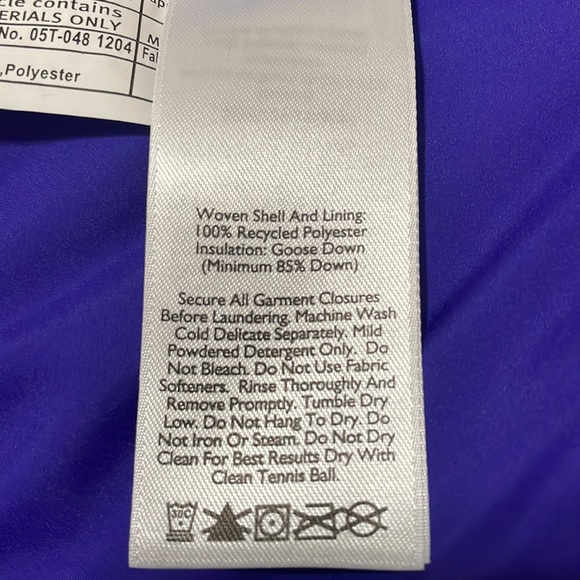 cle contains
ERIALS ONLY
No. 05T-048 1204
,Polyester
Woven Shell And Lining:
100% Recycled Polyester
Insulation: Goose Down
(Minimum 85% Down)
Secure All Garment Closures
Before Laundering. Machine Wash
Cold Delicate Separately. Mild
Powdered Detergent Only. Do
Not Bleach. Do Not Use Fabric
Softeners. Rinse Thoroughly And
Remove Promptly. Tumble Dry
Low. Do Not Hang To Dry. Do
Not Iron Or Steam. Do Not Dry
Clean For Best Results Dry With
Clean Tennis Ball.
30C